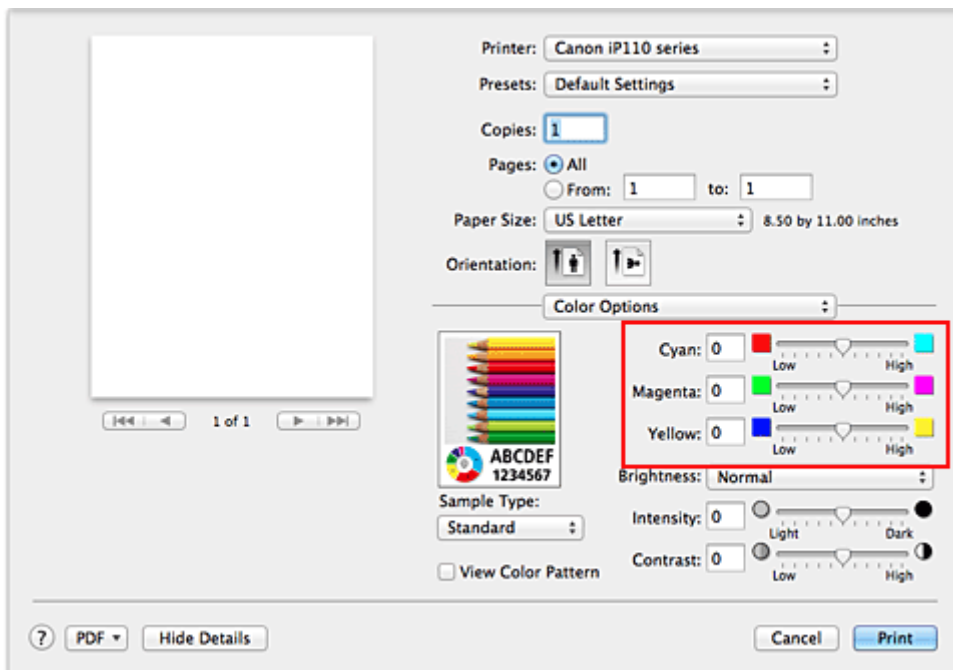 Printer: Canon iP110 series
Presets: Default Settings
Copies: 1
Pages: All
From: 1 to: 1
Paper Size: US Letter 8.50 by 11.00 inches
Orientation:
Color Options
1 of 1
Cyan: 0
Low High
Magenta: 0
Low High
Yellow: 0
Low High
ABCDEF
1234567
Sample Type:
Standard
View Color Pattern
Brightness: Normal
Intensity: 0
Light Dark
Contrast: 0
Low High
? PDF Hide Details Cancel Print